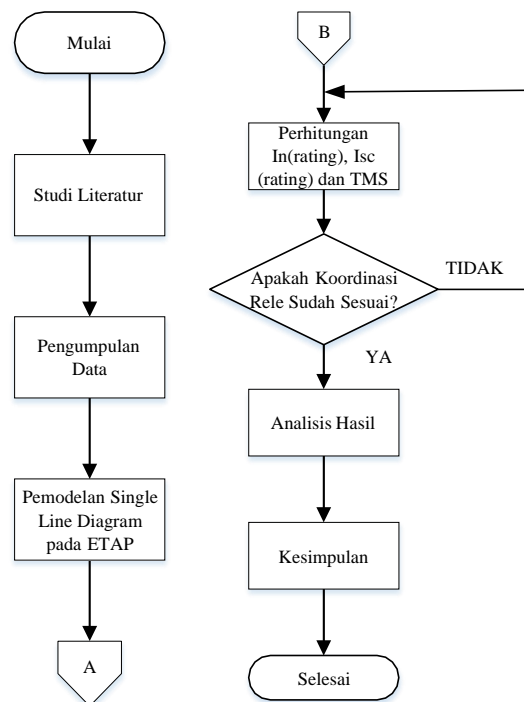 Mulai
Studi Literatur
Pengumpulan
Data
Pemodelan Single
Line Diagram
pada ETAP
A
B
Perhitungan
In(rating), Isc
(rating) dan TMS
Apakah Koordinasi
Rele Sudah Sesuai?
TIDAK
YA
Analisis Hasil
Kesimpulan
Selesai